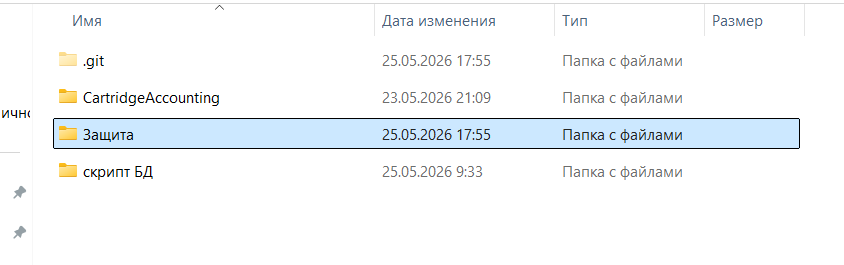 Имя Дата изменения Тип Размер
.git 25.05.2026 17:55 Папка с файлами
CartridgeAccounting 23.05.2026 21:09 Папка с файлами
ично
Защита 25.05.2026 17:55 Папка с файлами
скрипт БД 25.05.2026 9:33 Папка с файлами